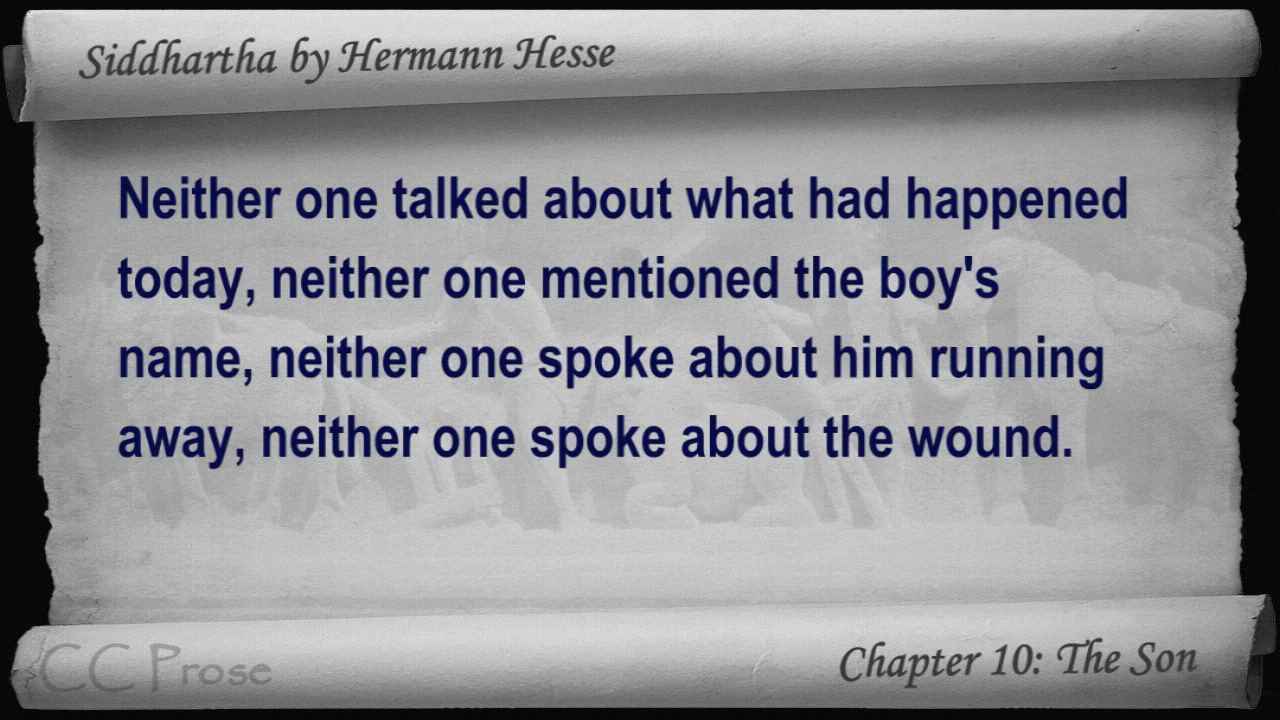 Siddhartha by Hermann Hesse
Neither one talked about what had happened
today, neither one mentioned the boy's
name, neither one spoke about him running
away, neither one spoke about the wound.
CC Prose
Chapter 10: The Son